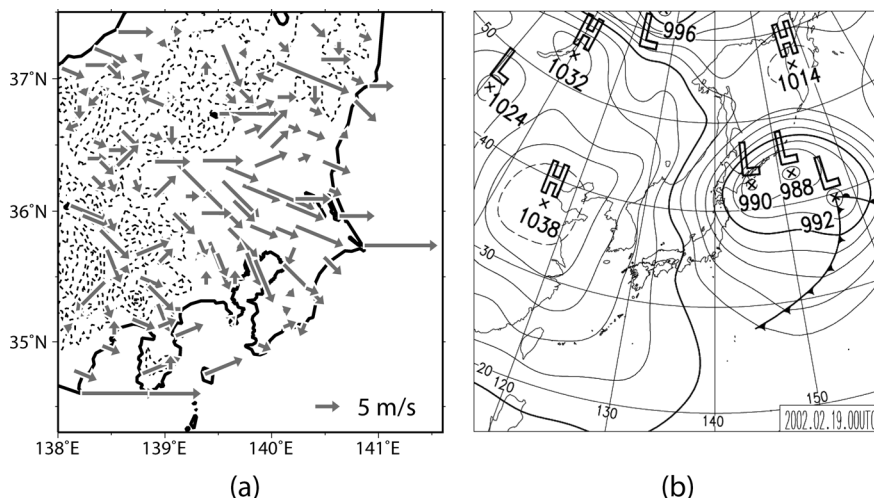 37°N
36°N
35°N
138°E
139°E
140°E
141°E
5 m/s
(a)
50
H
1032
L
996
H
1014
L
1024
40
H
1038
L
990
L
988
L
992
30
20
120
130
140
150
2002.02.19.00UTC
(b)